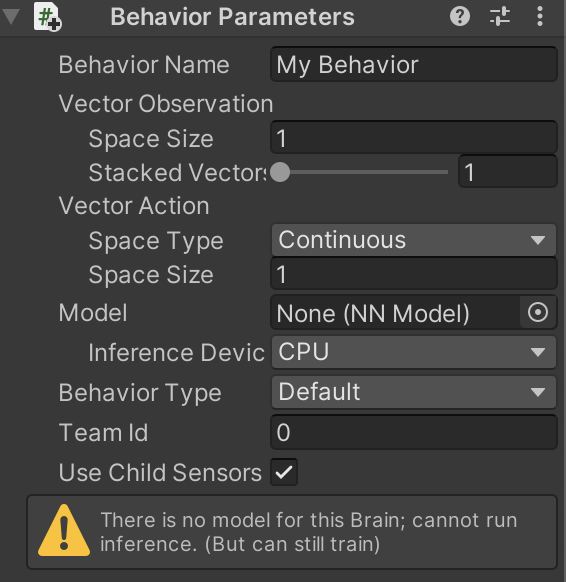 Behavior Parameters
Behavior Name My Behavior
Vector Observation
Space Size 1
Stacked Vectors 1
Vector Action
Space Type Continuous
Space Size 1
Model None (NN Model)
Inference Devic CPU
Behavior Type Default
Team Id 0
Use Child Sensors
There is no model for this Brain; cannot run
inference. (But can still train)